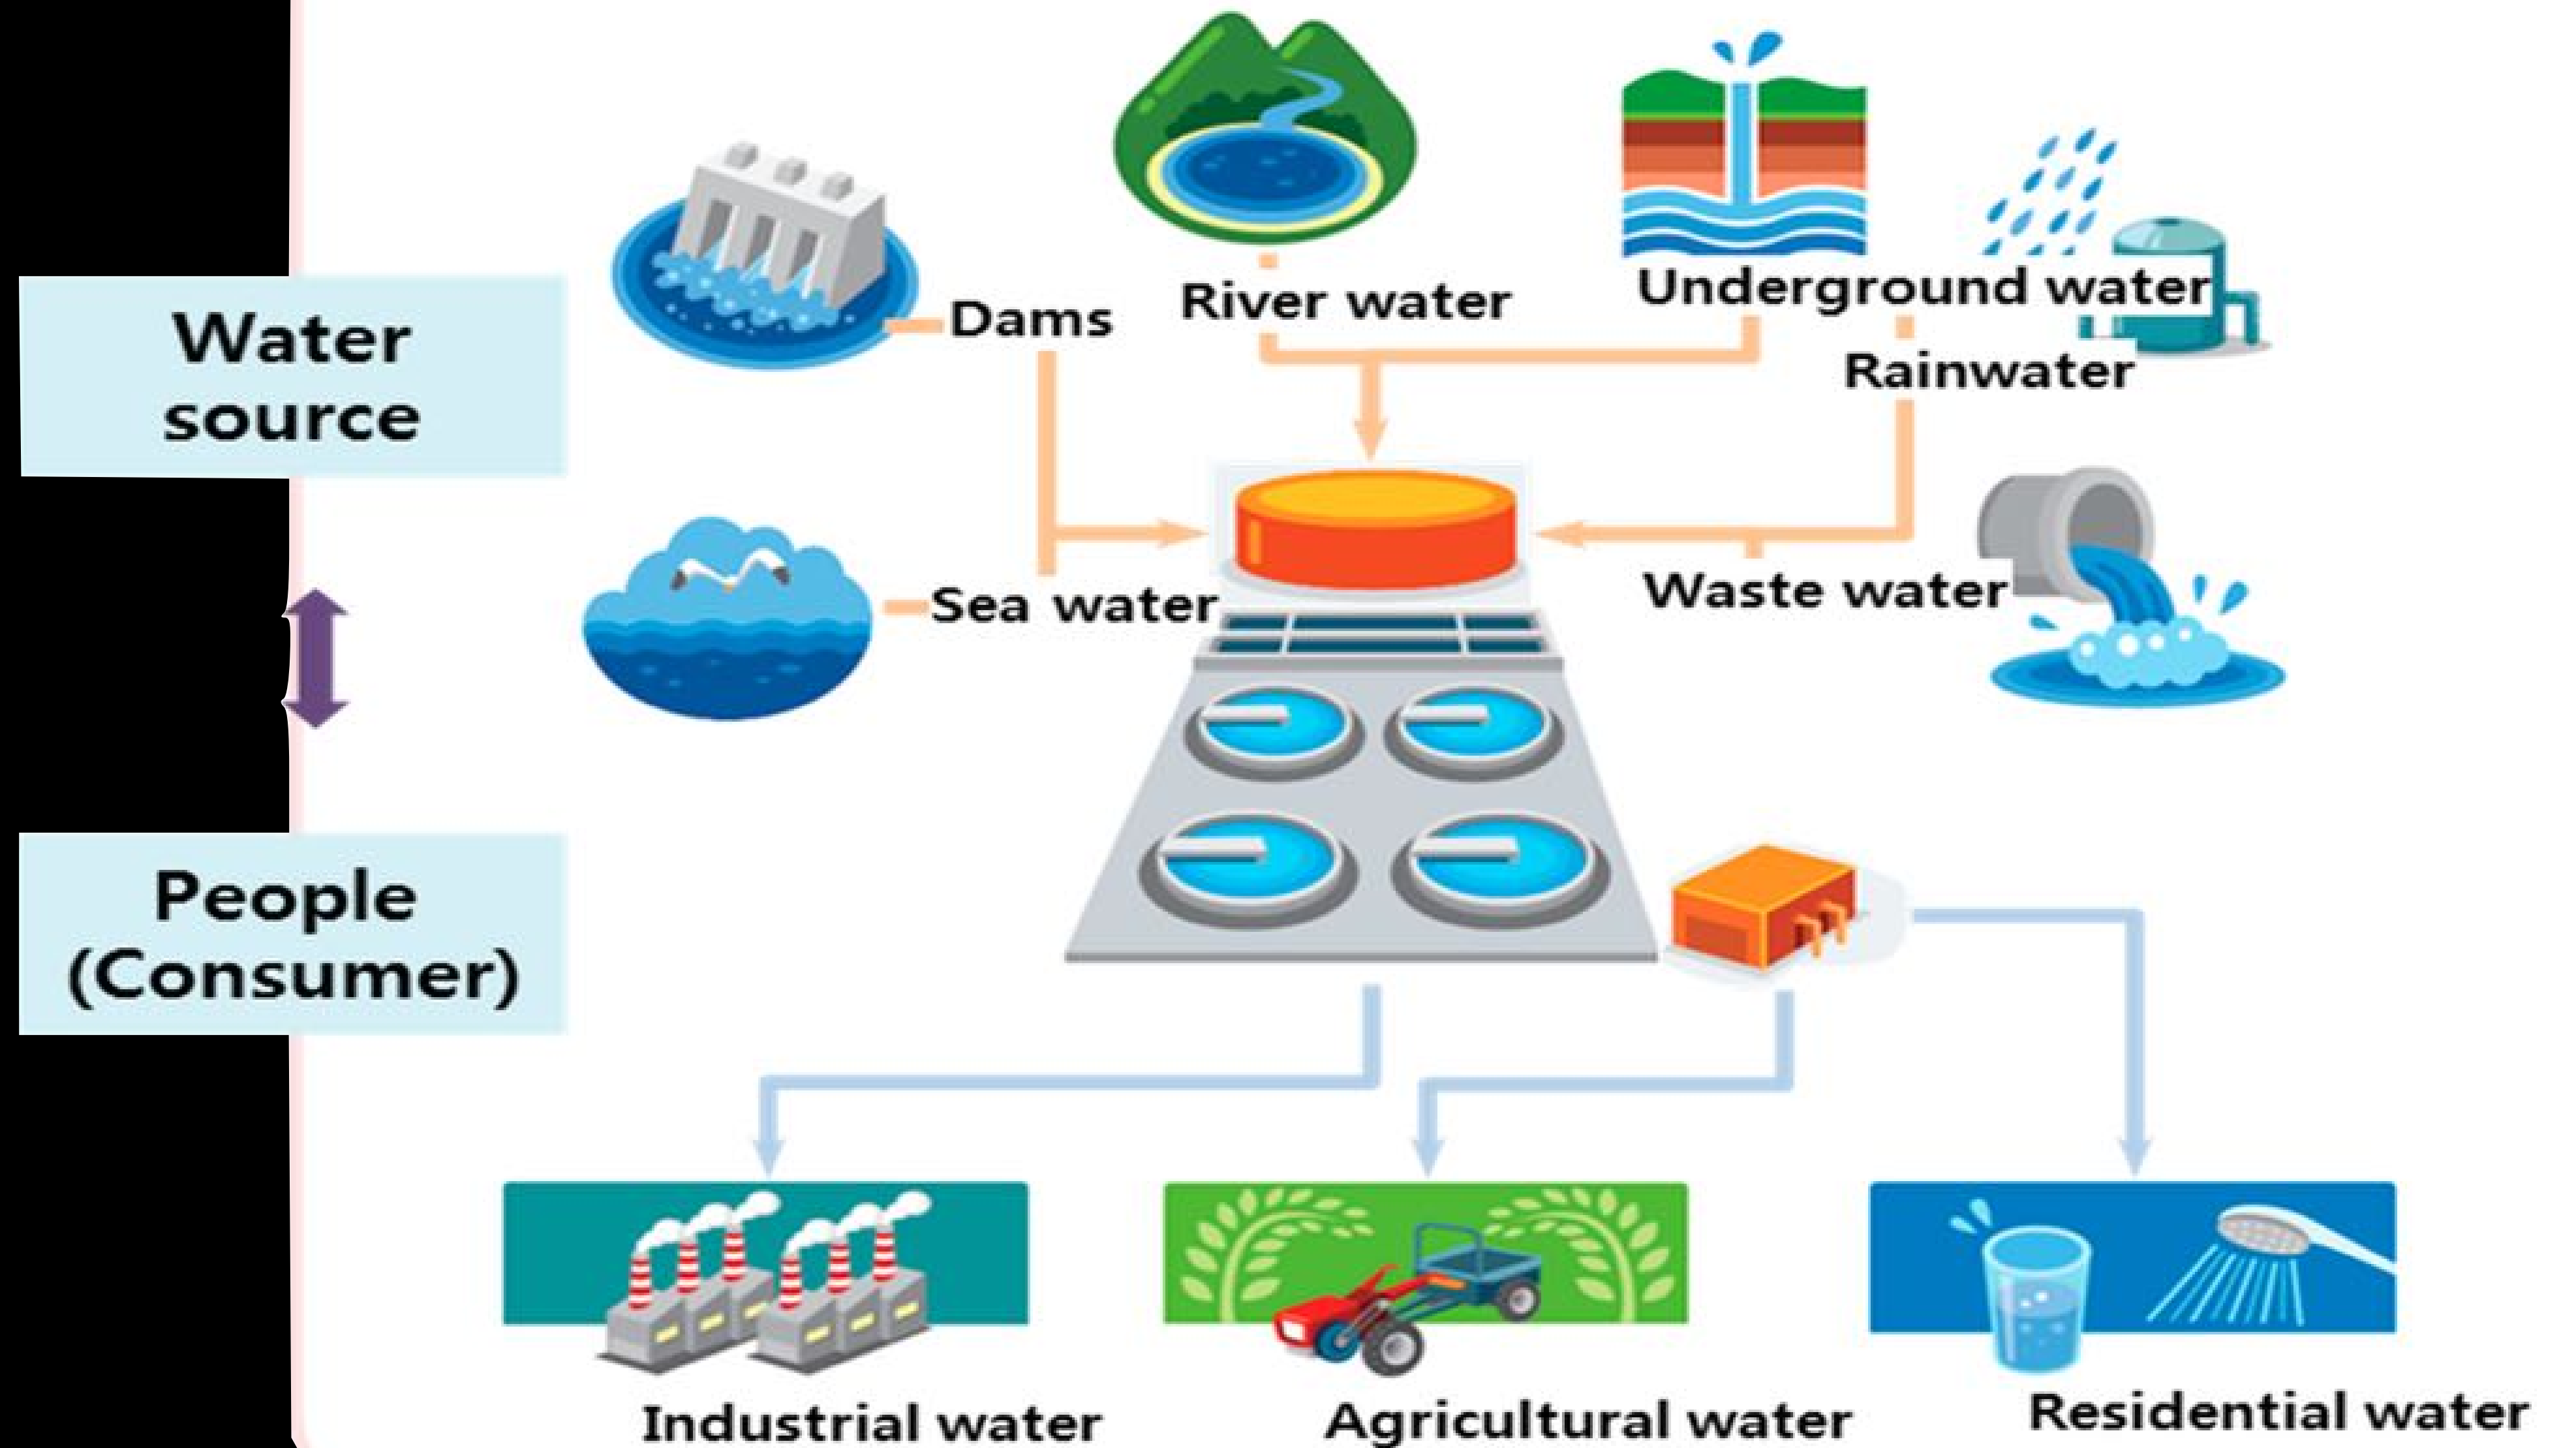 Water
source
People
(Consumer)
Dams
River water
Underground water
Rainwater
Sea water
Waste water
Industrial water
Agricultural water
Residential water